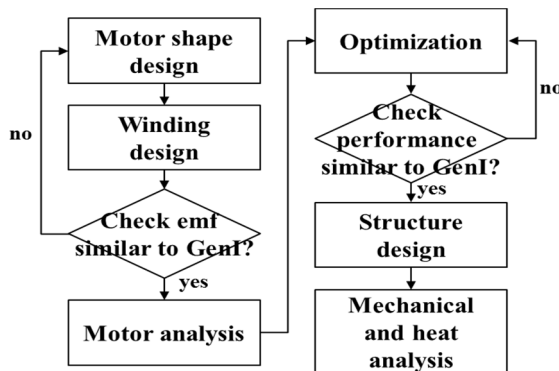 Motor shape
design
no
Winding
design
Check emf
similar to GenI?
yes
Motor analysis
Optimization
no
Check
performance
similar to GenI?
yes
Structure
design
Mechanical
and heat
analysis